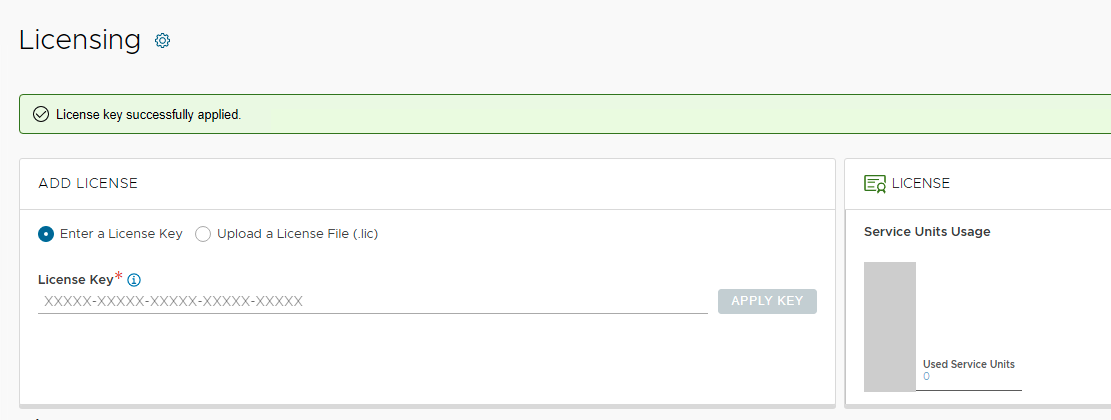 Licensing
License key successfully applied.
ADD LICENSE
Enter a License Key
Upload a License File (.lic)
License Key*
XXXXX-XXXXX-XXXXX-XXXXX-XXXXX
APPLY KEY
LICENSE
Service Units Usage
Used Service Units
0